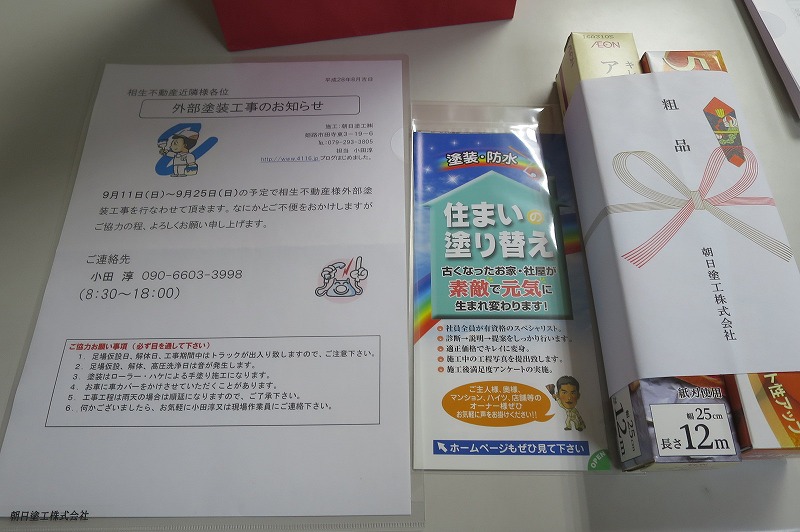 平成28年8月吉日
相生不動産近隣様各位
外部塗装工事のお知らせ
施工：朝日塗工㈱
姫路市田寺東3－19－6
℡：079-293-3805
担当 小田淳
http://www.4116.jp ブログはじめました。
9月11日（日）～9月25日（日）の予定で相生不動産様外部塗
装工事を行なわせて頂きます。なにかとご不便をおかけしますが
ご協力の程、よろしくお願い申し上げます。
ご連絡先
小田 淳 090-6603-3998
（8：30～18：00）
ご協力お願い事項（必ず目を通して下さい）
1．足場仮設日、解体日、工事期間中はトラックが出入り致しますので、ご注意下さい。
2．足場仮設、解体、高圧洗浄日は音が発生します。
3．塗装はローラー・ハケによる手塗り施工になります。
4．お車に車カバーをかけさせていただくことがあります。
5．工事工程は雨天の場合は順延になりますので、ご了承下さい。
6．何かございましたら、お気軽に小田淳又は現場作業員にご連絡下さい。
朝日塗工株式会社
塗装・防水
住まいの
塗り替え
古くなったお家・社屋が
素敵で元気に
生まれ変わります！
社員全員が有資格のスペシャリスト。
診断→説明→提案をしっかり行います。
適正価格でキレイに変身。
施工中の工程写真を提出致します。
施工後満足度アンケートの実施。
ご主人様、奥様、
マンション、ハイツ、店舗等の
オーナー様ぜひ
お気軽に声をお掛けください！！
ホームページもぜひ見て下さい
OPEN
AEON
粗品
朝日塗工株式会社
紙刃使用
幅25cm
長さ12m